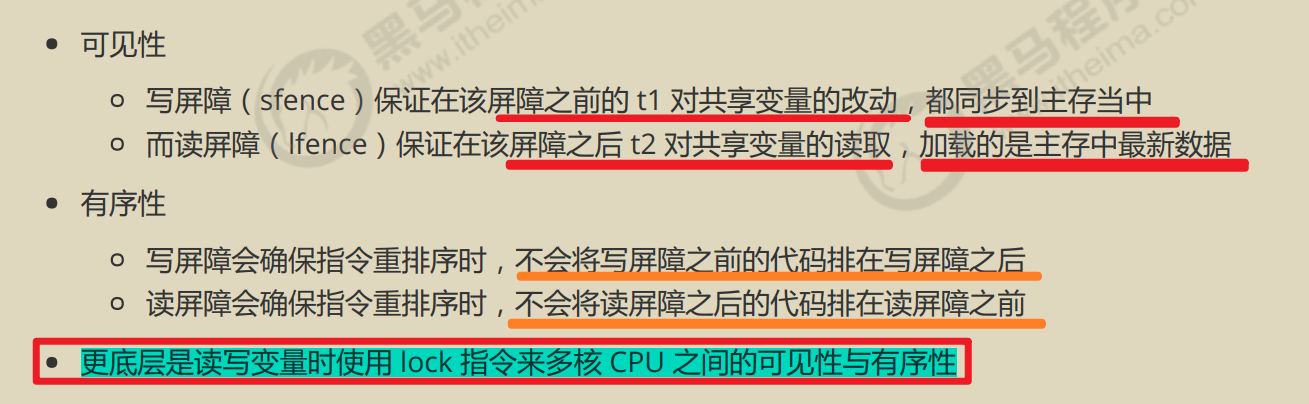 可见性
写屏障（sfence）保证在该屏障之前的 t1 对共享变量的改动，都同步到主存当中
而读屏障（lfence）保证在该屏障之后 t2 对共享变量的读取，加载的是主存中最新数据
有序性
写屏障会确保指令重排序时，不会将写屏障之前的代码排在写屏障之后
读屏障会确保指令重排序时，不会将读屏障之后的代码排在读屏障之前
更底层是读写变量时使用 lock 指令来多核 CPU 之间的可见性与有序性